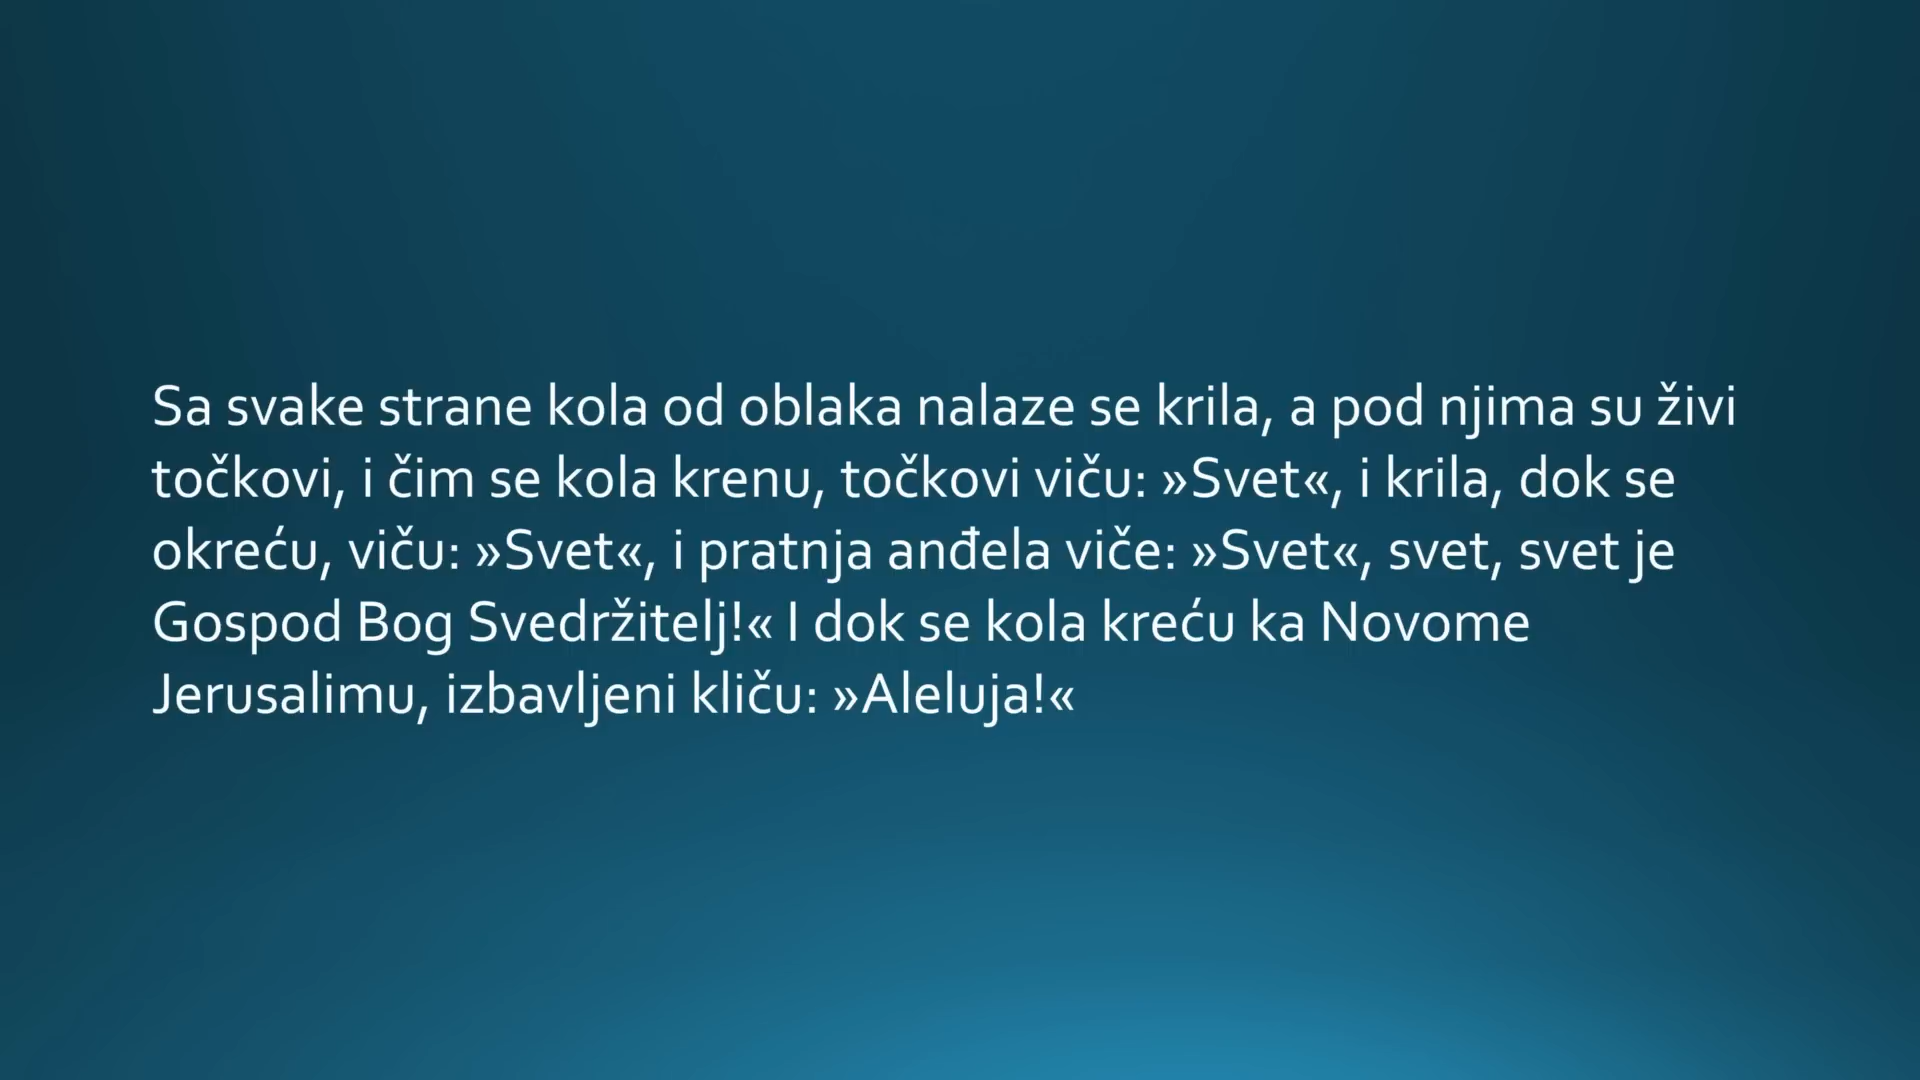 Sa svake strane kola od oblaka nalaze se krila, a pod njima su živi
točkovi, i čim se kola krenu, točkovi viču: »Svet«, i krila, dok se
okreću, viču: »Svet«, i pratnja anđela viče: »Svet«, svet, svet je
Gospod Bog Svedržitelj!« I dok se kola kreću ka Novome
Jerusalimu, izbavljeni kliču: »Aleluja!«